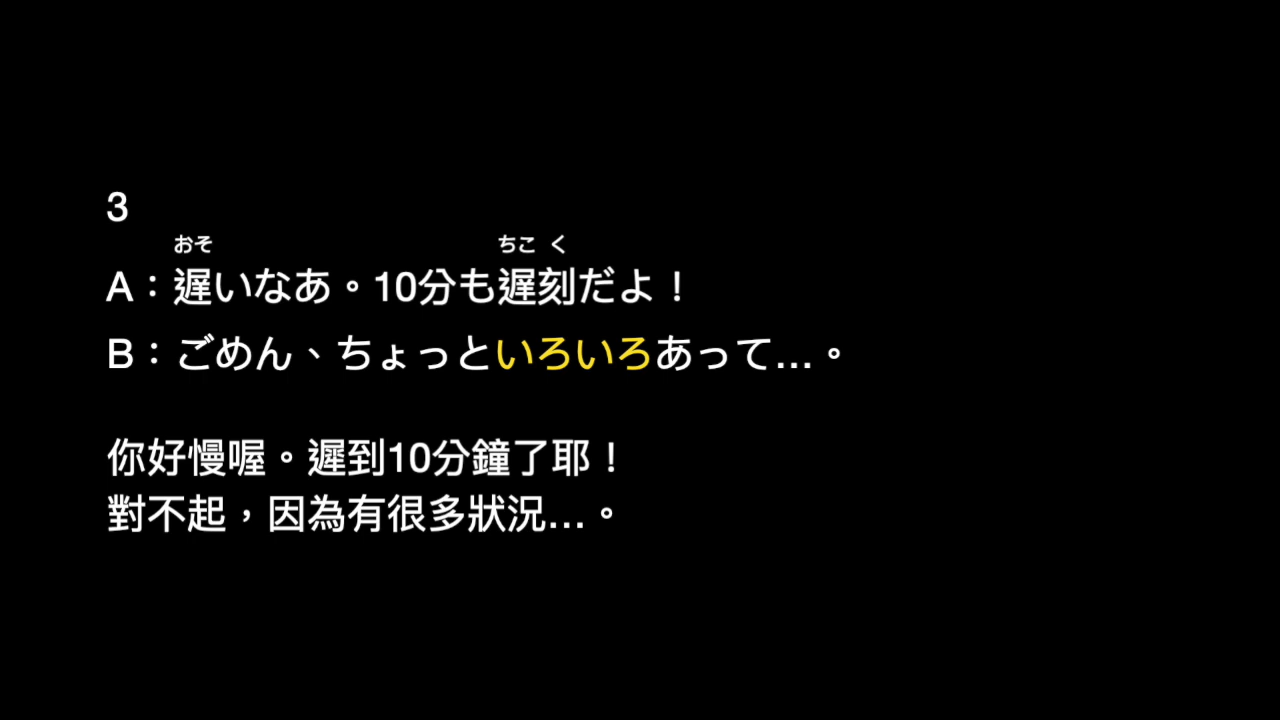 3
おそ ちこ く
A：遅いなあ。10分も遅刻だよ！
B：ごめん、ちょっといろいろあって...。
你好慢喔。遲到10分鐘了耶！
對不起，因為有很多狀況...。